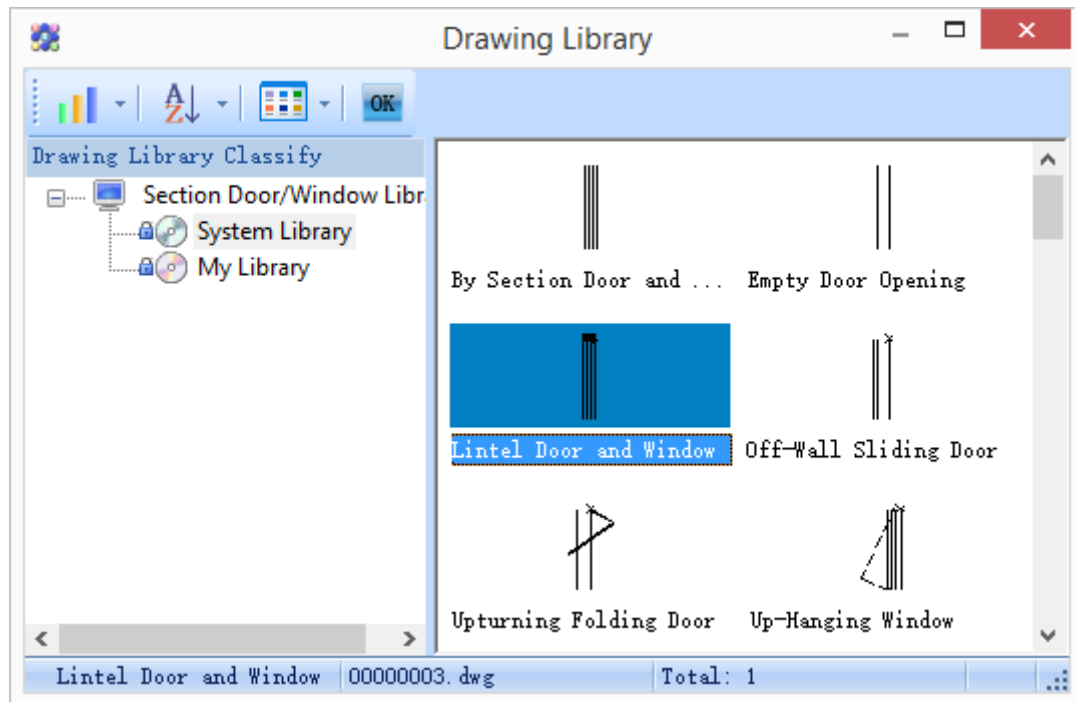 Drawing Library
A
Z
OK
Drawing Library Classify
Section Door/Window Libr
System Library
My Library
By Section Door and ...
Empty Door Opening
Lintel Door and Window
Off-Wall Sliding Door
Upturning Folding Door
Up-Hanging Window
Lintel Door and Window
00000003.dwg
Total: 1